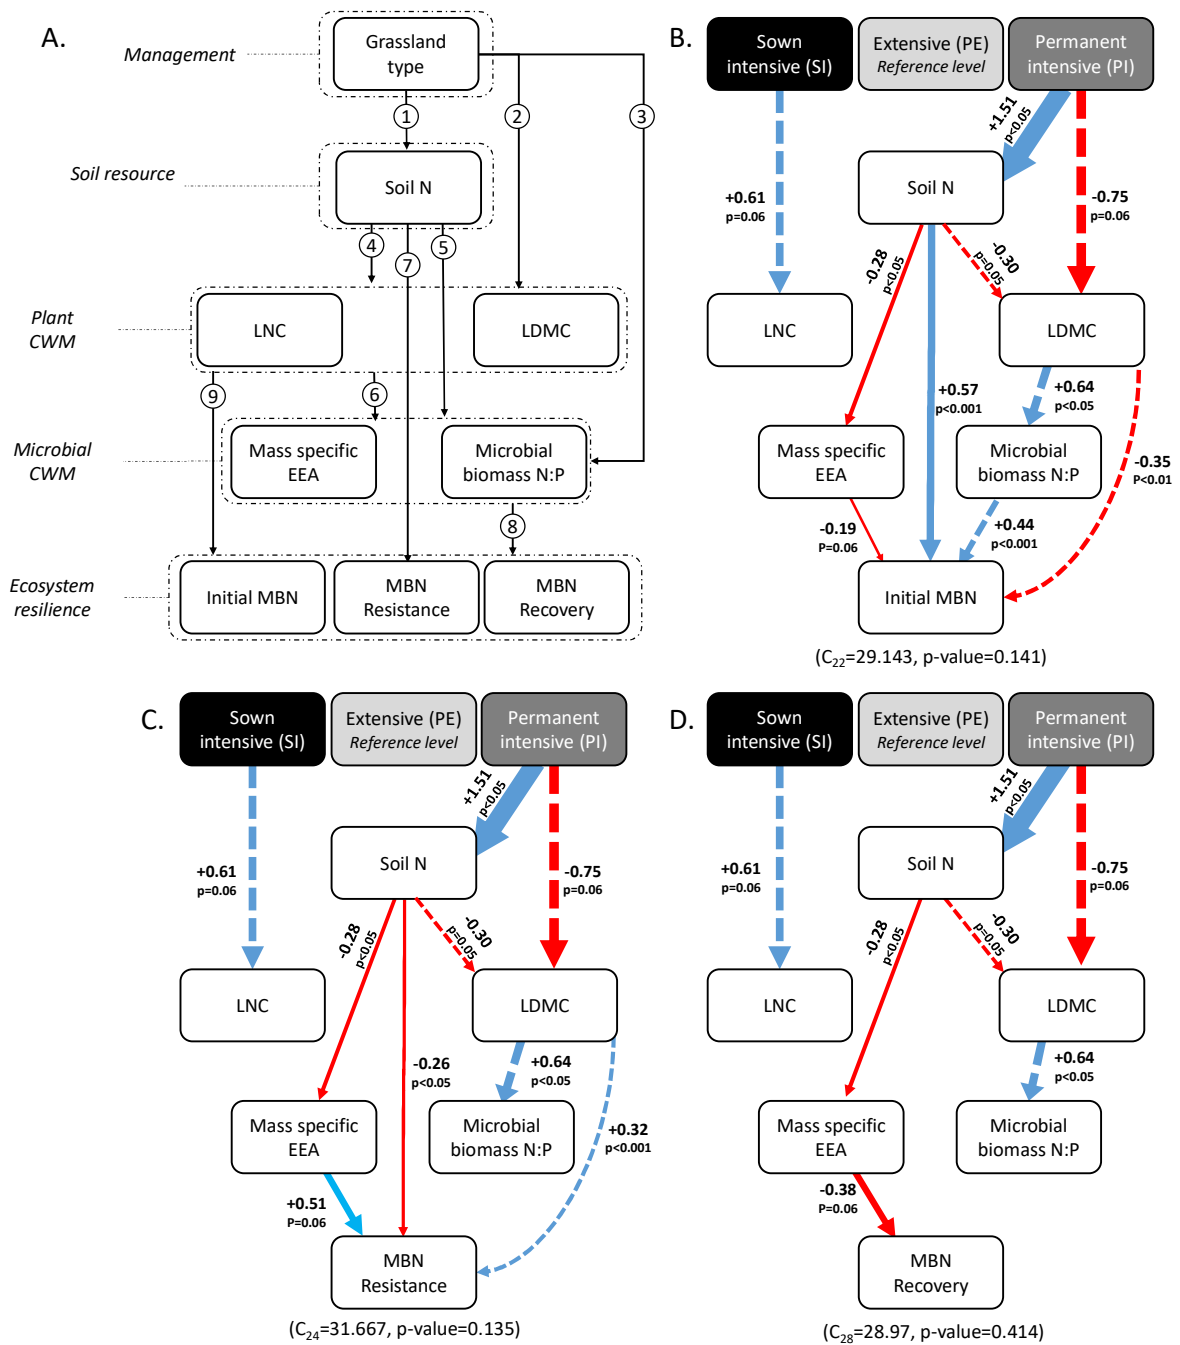 A.
Management
Grassland
type
1
2
3
Soil resource
Soil N
4
5
7
Plant
CWM
LNC
LDMC
9
6
Microbial
CWM
Mass specific
EEA
Microbial
biomass N:P
8
Ecosystem
resilience
Initial MBN
MBN
Resistance
MBN
Recovery
B.
Sown
intensive (SI)
Extensive (PE)
Reference level
Permanent
intensive (PI)
+1.51
p<0.05
Soil N
+0.61
p=0.06
-0.75
p=0.06
-0.28
p<0.05
-0.30
p=0.05
LNC
LDMC
+0.57
p<0.001
+0.64
p<0.05
Mass specific
EEA
Microbial
biomass N:P
-0.35
P<0.01
-0.19
P=0.06
+0.44
p<0.001
Initial MBN
(C22=29.143, p-value=0.141)
C.
Sown
intensive (SI)
Extensive (PE)
Reference level
Permanent
intensive (PI)
+1.51
p<0.05
Soil N
+0.61
p=0.06
-0.75
p=0.06
-0.28
p<0.05
-0.30
p=0.05
LNC
LDMC
-0.26
p<0.05
+0.64
p<0.05
Mass specific
EEA
Microbial
biomass N:P
+0.32
p<0.001
+0.51
P=0.06
MBN
Resistance
(C24=31.667, p-value=0.135)
D.
Sown
intensive (SI)
Extensive (PE)
Reference level
Permanent
intensive (PI)
+1.51
p<0.05
Soil N
+0.61
p=0.06
-0.75
p=0.06
-0.28
p<0.05
-0.30
p=0.05
LNC
LDMC
+0.64
p<0.05
Mass specific
EEA
Microbial
biomass N:P
-0.38
P=0.06
MBN
Recovery
(C28=28.97, p-value=0.414)